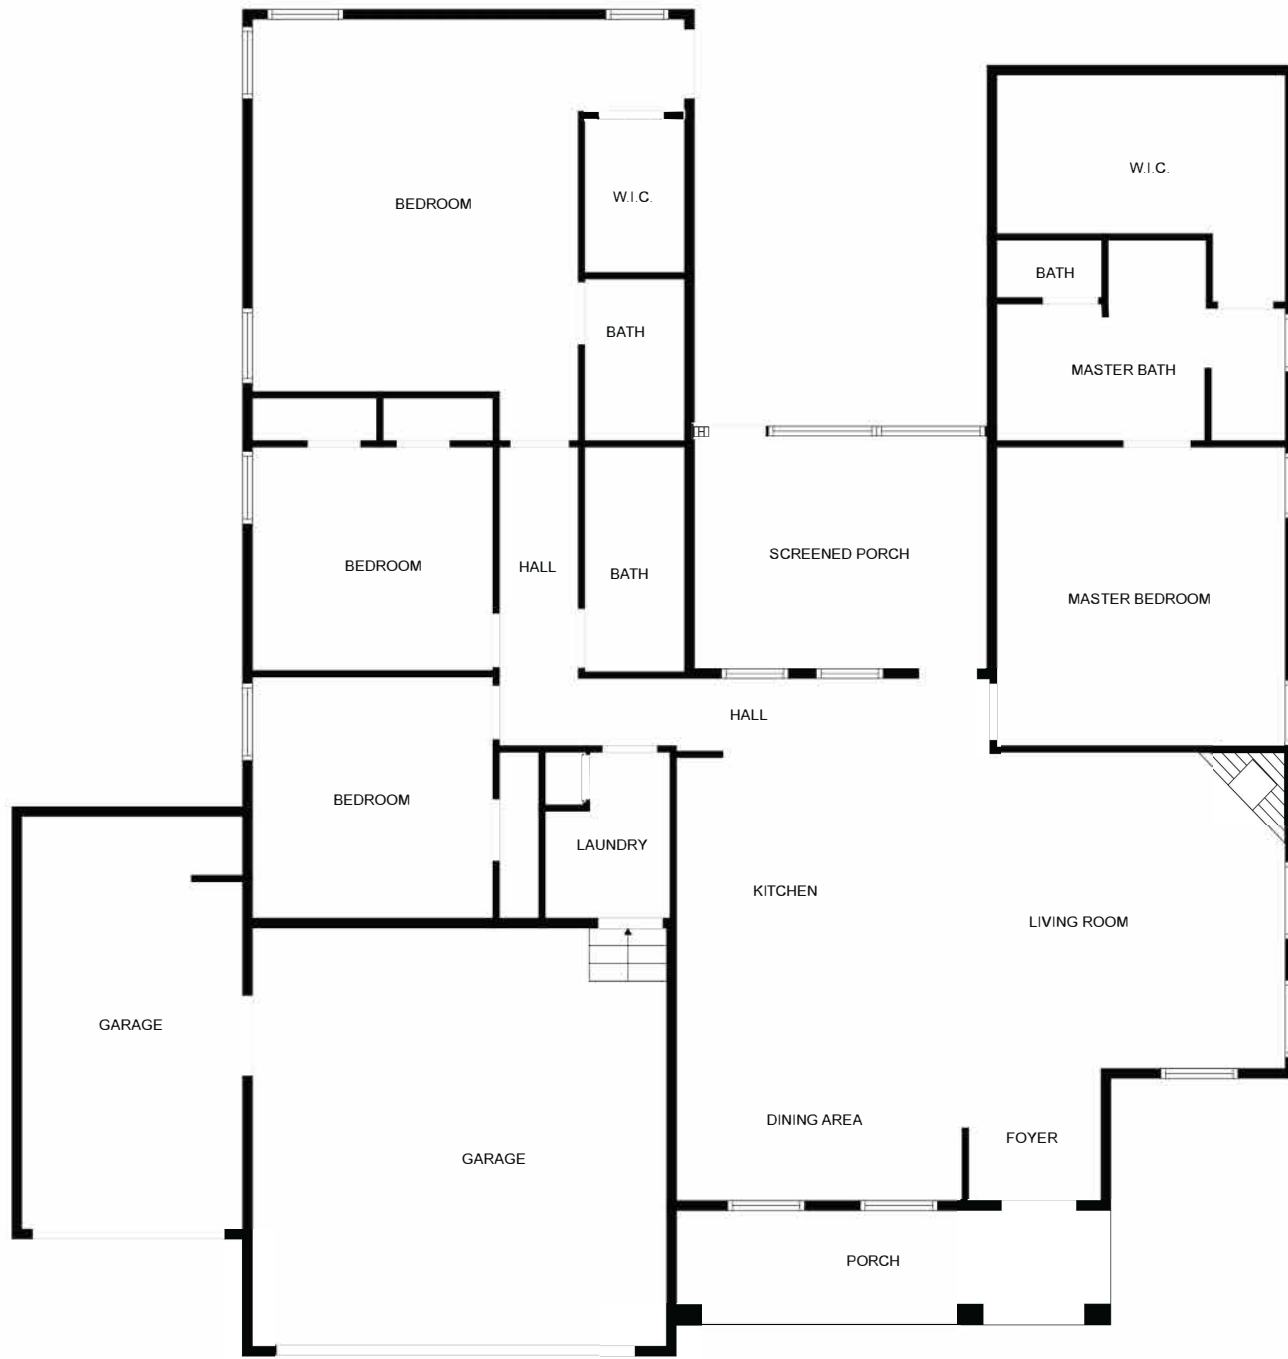 W.I.C.
W.I.C.
BEDROOM
BATH
BATH
MASTER BATH
SCREENED PORCH
BEDROOM
HALL
BATH
MASTER BEDROOM
HALL
BEDROOM
LAUNDRY
KITCHEN
LIVING ROOM
GARAGE
DINING AREA
FOYER
GARAGE
PORCH